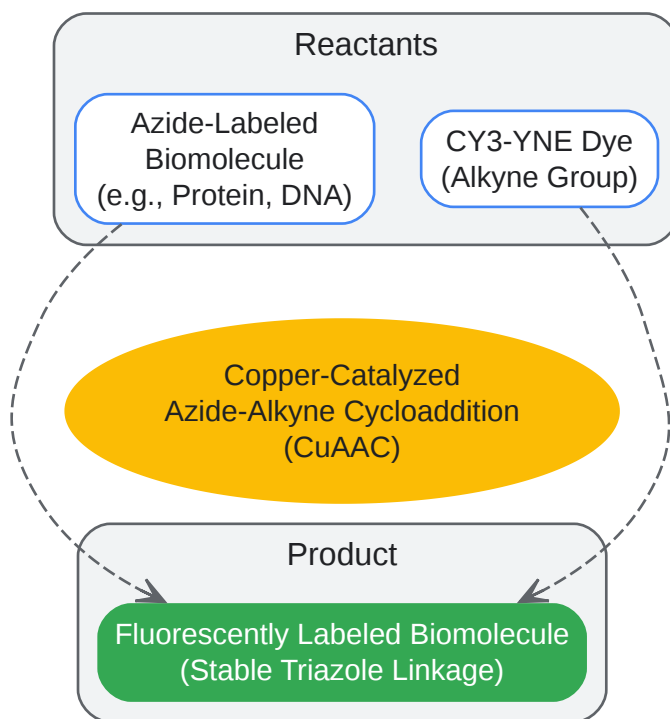 Reactants
Azide-Labeled
Biomolecule
(e.g., Protein, DNA)
CY3-YNE Dye
(Alkyne Group)
Copper-Catalyzed
Azide-Alkyne Cycloaddition
(CuAAC)
Product
Fluorescently Labeled Biomolecule
(Stable Triazole Linkage)